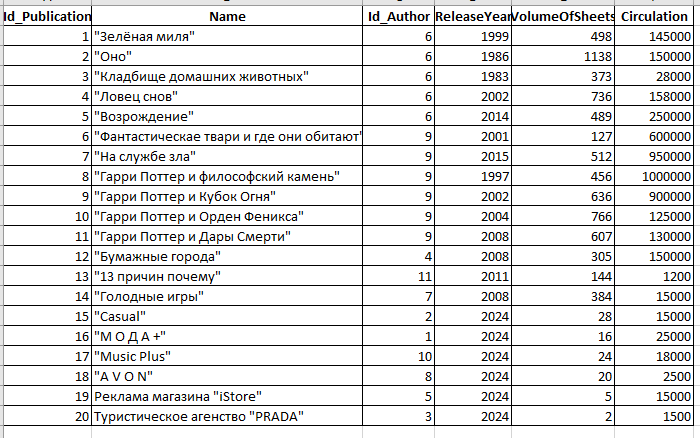 Id_Publication Name Id_Author ReleaseYear VolumeOfSheets Circulation
1 "Зелёная миля" 6 1999 498 145000
2 "Оно" 6 1986 1138 150000
3 "Кладбище домашних животных" 6 1983 373 28000
4 "Ловец снов" 6 2002 736 158000
5 "Возрождение" 6 2014 489 250000
6 "Фантастическае твари и где они обитают" 9 2001 127 600000
7 "На службе зла" 9 2015 512 950000
8 "Гарри Поттер и философский камень" 9 1997 456 1000000
9 "Гарри Поттер и Кубок Огня" 9 2002 636 900000
10 "Гарри Поттер и Орден Феникса" 9 2004 766 125000
11 "Гарри Поттер и Дары Смерти" 9 2008 607 130000
12 "Бумажные города" 4 2008 305 150000
13 "13 причин почему" 11 2011 144 1200
14 "Голодные игры" 7 2008 384 15000
15 "Casual" 2 2024 28 15000
16 "М О Д А +" 1 2024 16 25000
17 "Music Plus" 10 2024 24 18000
18 "A V O N" 8 2024 20 2500
19 Реклама магазина "iStore" 5 2024 5 15000
20 Туристическое агенство "PRADA" 3 2024 2 1500